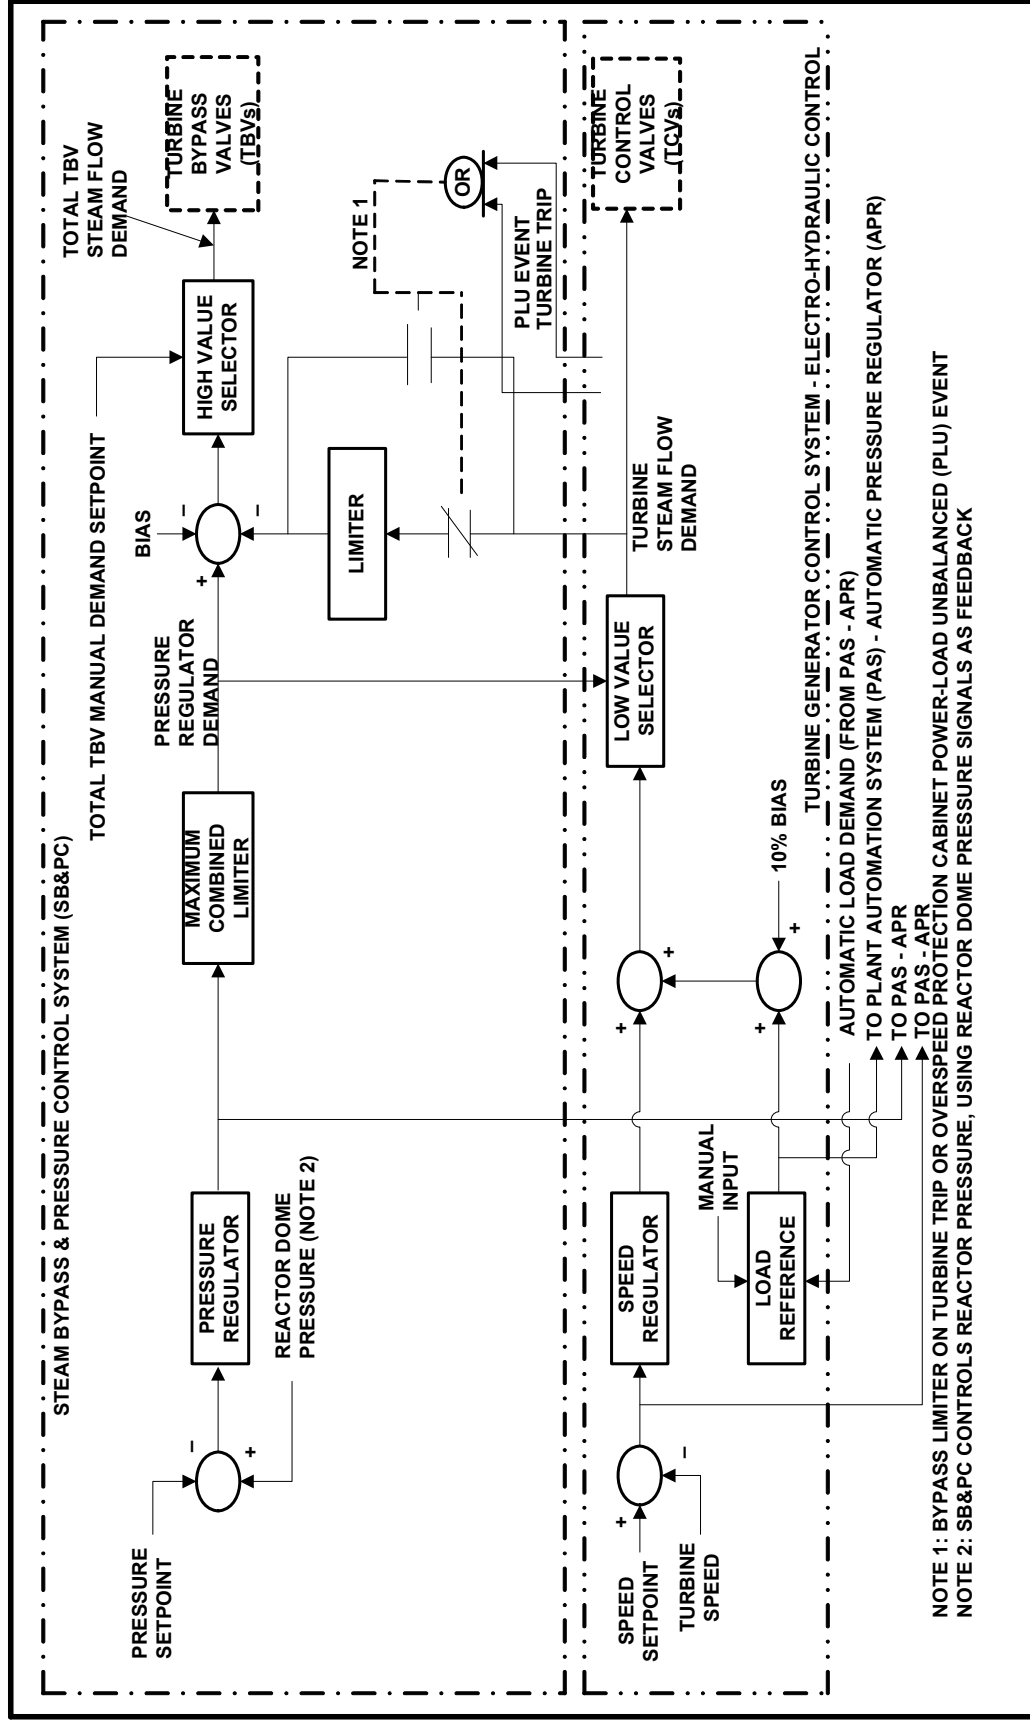 STEAM BYPASS & PRESSURE CONTROL SYSTEM (SB&PC)
PRESSURE
SETPOINT
–
+
PRESSURE
REGULATOR
REACTOR DOME
PRESSURE (NOTE 2)
MAXIMUM
COMBINED
LIMITER
PRESSURE
REGULATOR
DEMAND
TOTAL TBV MANUAL DEMAND SETPOINT
BIAS
–
+
–
HIGH VALUE
SELECTOR
TOTAL TBV
STEAM FLOW
DEMAND
TURBINE
BYPASS
VALVES
(TBVs)
LIMITER
NOTE 1
OR
PLU EVENT
TURBINE TRIP
SPEED
SETPOINT
+
–
TURBINE
SPEED
SPEED
REGULATOR
MANUAL
INPUT
LOAD
REFERENCE
+
+
+
+
10% BIAS
LOW VALUE
SELECTOR
TURBINE
STEAM FLOW
DEMAND
TURBINE
CONTROL
VALVES
(TCVs)
TURBINE GENERATOR CONTROL SYSTEM - ELECTRO-HYDRAULIC CONTROL
AUTOMATIC LOAD DEMAND (FROM PAS - APR)
TO PLANT AUTOMATION SYSTEM (PAS) - AUTOMATIC PRESSURE REGULATOR (APR)
TO PAS - APR
TO PAS - APR
NOTE 1: BYPASS LIMITER ON TURBINE TRIP OR OVERSPEED PROTECTION CABINET POWER-LOAD UNBALANCED (PLU) EVENT
NOTE 2: SB&PC CONTROLS REACTOR PRESSURE, USING REACTOR DOME PRESSURE SIGNALS AS FEEDBACK